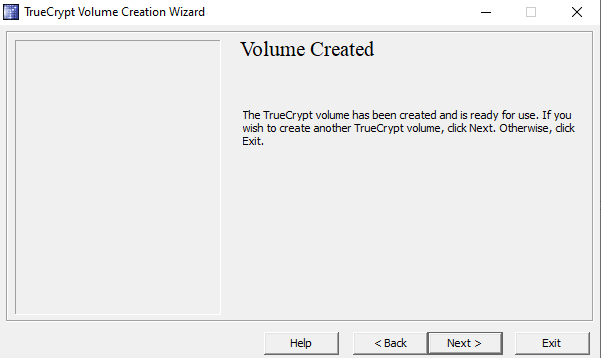 TrueCrypt Volume Creation Wizard
Volume Created
The TrueCrypt volume has been created and is ready for use. If you
wish to create another TrueCrypt volume, click Next. Otherwise, click
Exit.
Help
< Back
Next >
Exit